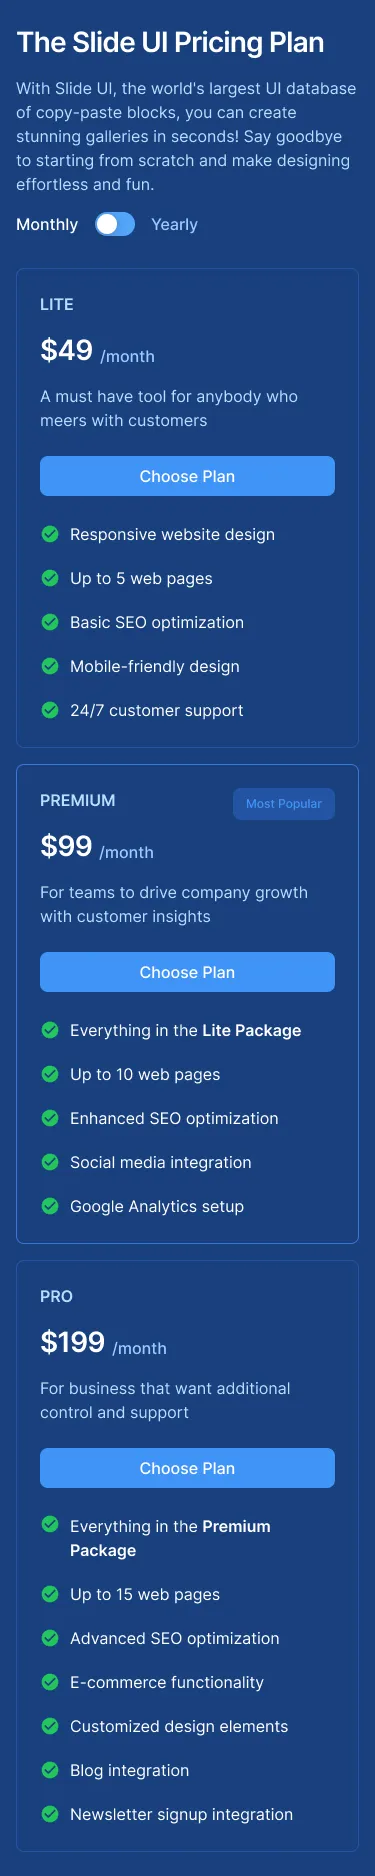 The Slide UI Pricing Plan
With Slide UI, the world's largest UI database
of copy-paste blocks, you can create
stunning galleries in seconds! Say goodbye
to starting from scratch and make designing
effortless and fun.
Monthly Yearly
LITE
$49 /month
A must have tool for anybody who
meers with customers
Choose Plan
Responsive website design
Up to 5 web pages
Basic SEO optimization
Mobile-friendly design
24/7 customer support
PREMIUM Most Popular
$99 /month
For teams to drive company growth
with customer insights
Choose Plan
Everything in the Lite Package
Up to 10 web pages
Enhanced SEO optimization
Social media integration
Google Analytics setup
PRO
$199 /month
For business that want additional
control and support
Choose Plan
Everything in the Premium
Package
Up to 15 web pages
Advanced SEO optimization
E-commerce functionality
Customized design elements
Blog integration
Newsletter signup integration